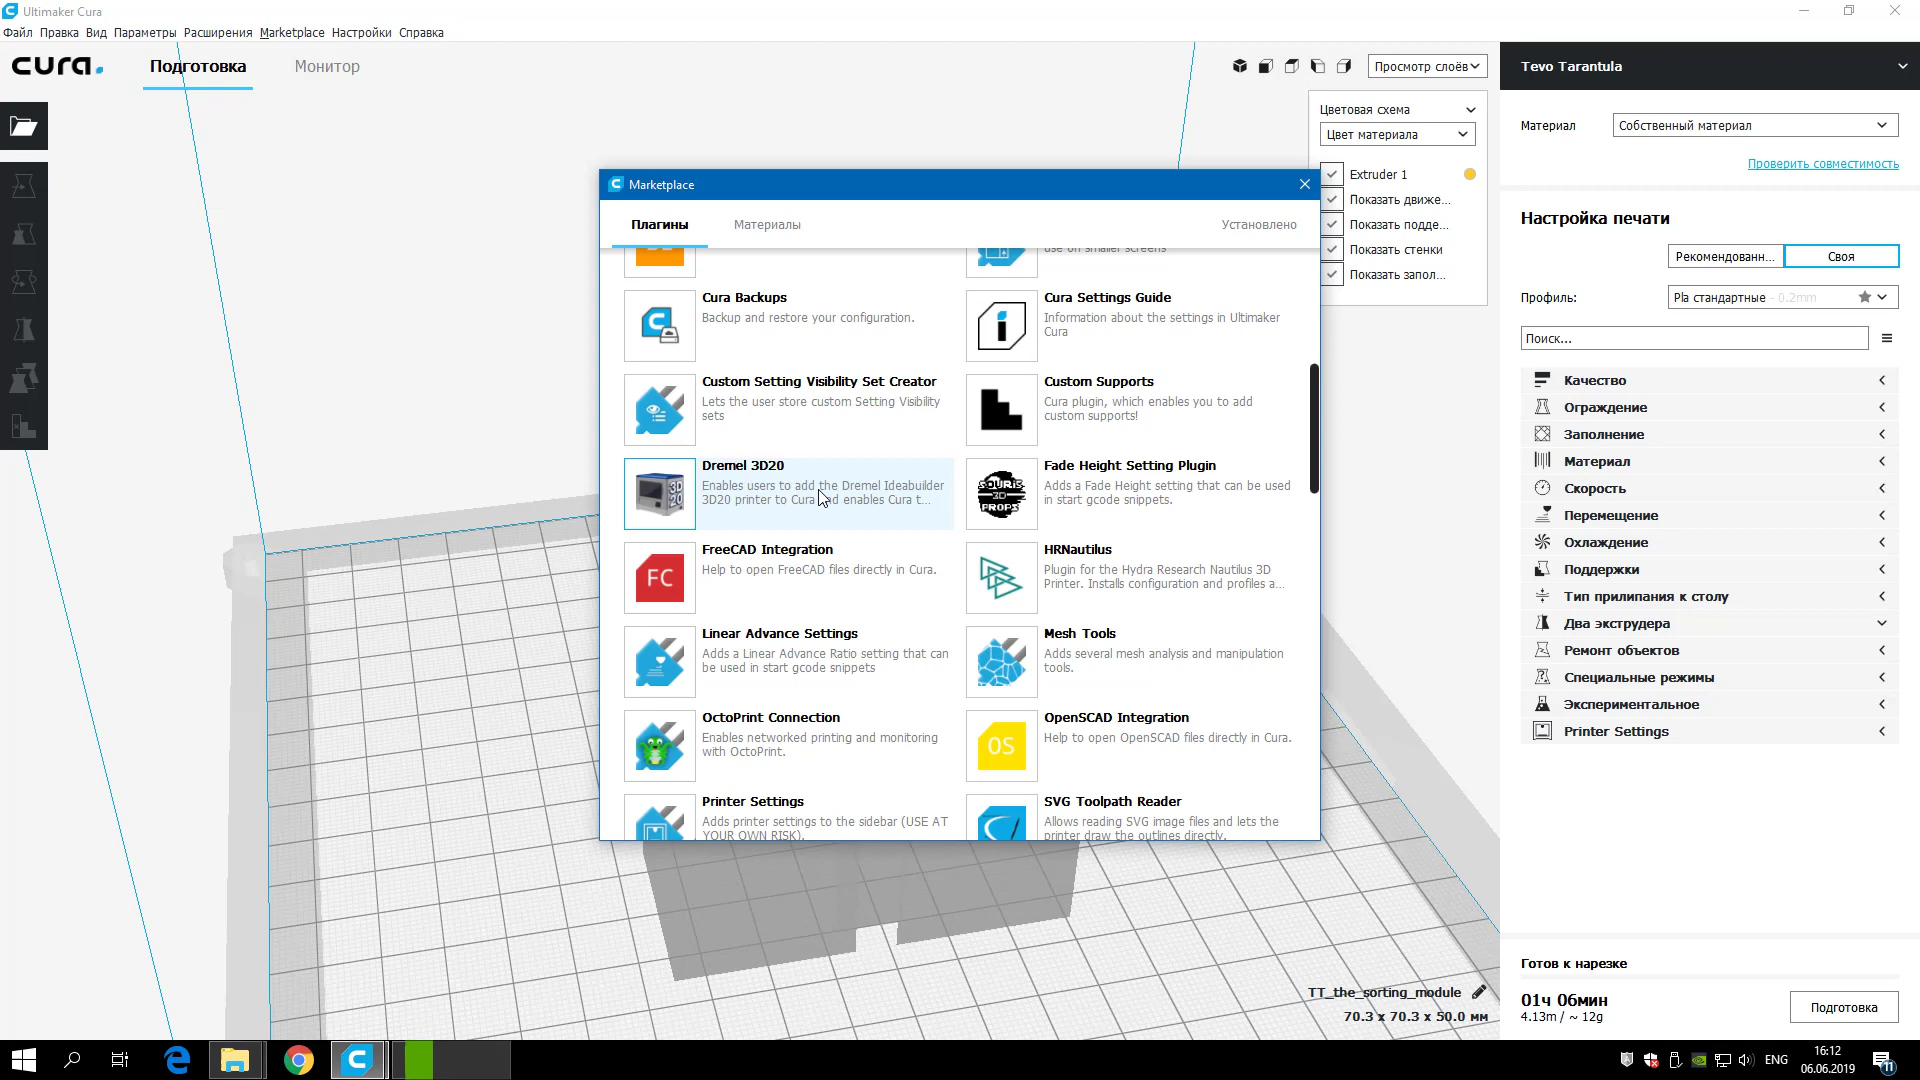 Ultimaker Cura
Файл Правка Вид Параметры Расширения Marketplace Настройки Справка
cura.
Подготовка
Монитор
Просмотр слоёв
Цветовая схема
Цвет материала
Extruder 1
Показать движе...
Показать подде...
Показать стенки
Показать запол...
Marketplace
Плагины
Материалы
Установлено
use on smaller screens
Cura Backups
Backup and restore your configuration.
Cura Settings Guide
Information about the settings in Ultimaker
Cura
Custom Setting Visibility Set Creator
Lets the user store custom Setting Visibility
sets
Custom Supports
Cura plugin, which enables you to add
custom supports!
3D
20
Dremel 3D20
Enables users to add the Dremel Ideabuilder
3D20 printer to Cura and enables Cura t...
SOURIS
3D
PROPS
Fade Height Setting Plugin
Adds a Fade Height setting that can be used
in start gcode snippets.
FC
FreeCAD Integration
Help to open FreeCAD files directly in Cura.
HRNautilus
Plugin for the Hydra Research Nautilus 3D
Printer. Installs configuration and profiles a...
Linear Advance Settings
Adds a Linear Advance Ratio setting that can
be used in start gcode snippets
Mesh Tools
Adds several mesh analysis and manipulation
tools.
OctoPrint Connection
Enables networked printing and monitoring
with OctoPrint.
OS
OpenSCAD Integration
Help to open OpenSCAD files directly in Cura.
Printer Settings
Adds printer settings to the sidebar (USE AT
YOUR OWN RISK).
SVG Toolpath Reader
Allows reading SVG image files and lets the
printer draw the outlines directly.
TT_the_sorting_module
70.3 x 70.3 x 50.0 мм
Tevo Tarantula
Материал
Собственный материал
Проверить совместимость
Настройка печати
Рекомендованн...
Своя
Профиль:
Pla стандартные - 0.2mm
Поиск...
Качество
Ограждение
Заполнение
Материал
Скорость
Перемещение
Охлаждение
Поддержки
Тип прилипания к столу
Два экструдера
Ремонт объектов
Специальные режимы
Экспериментальное
Printer Settings
Готов к нарезке
01ч 06мин
4.13m / ~ 12g
Подготовка
ENG
16:12
06.06.2019
11